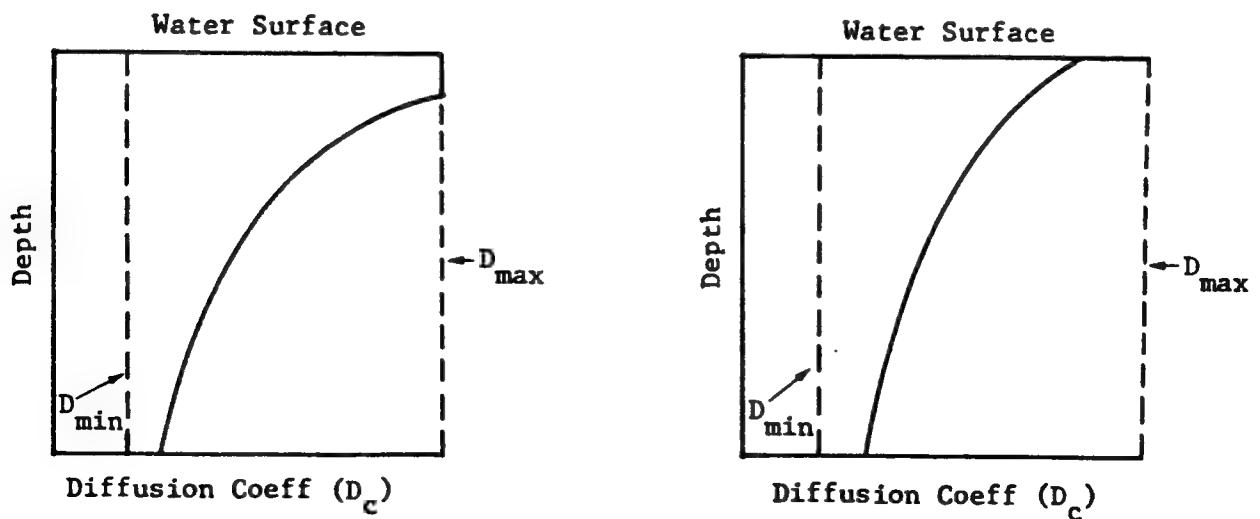 Water Surface
Depth
D_max
D_min
Diffusion Coeff (D_c)
Water Surface
Depth
D_max
D_min
Diffusion Coeff (D_c)